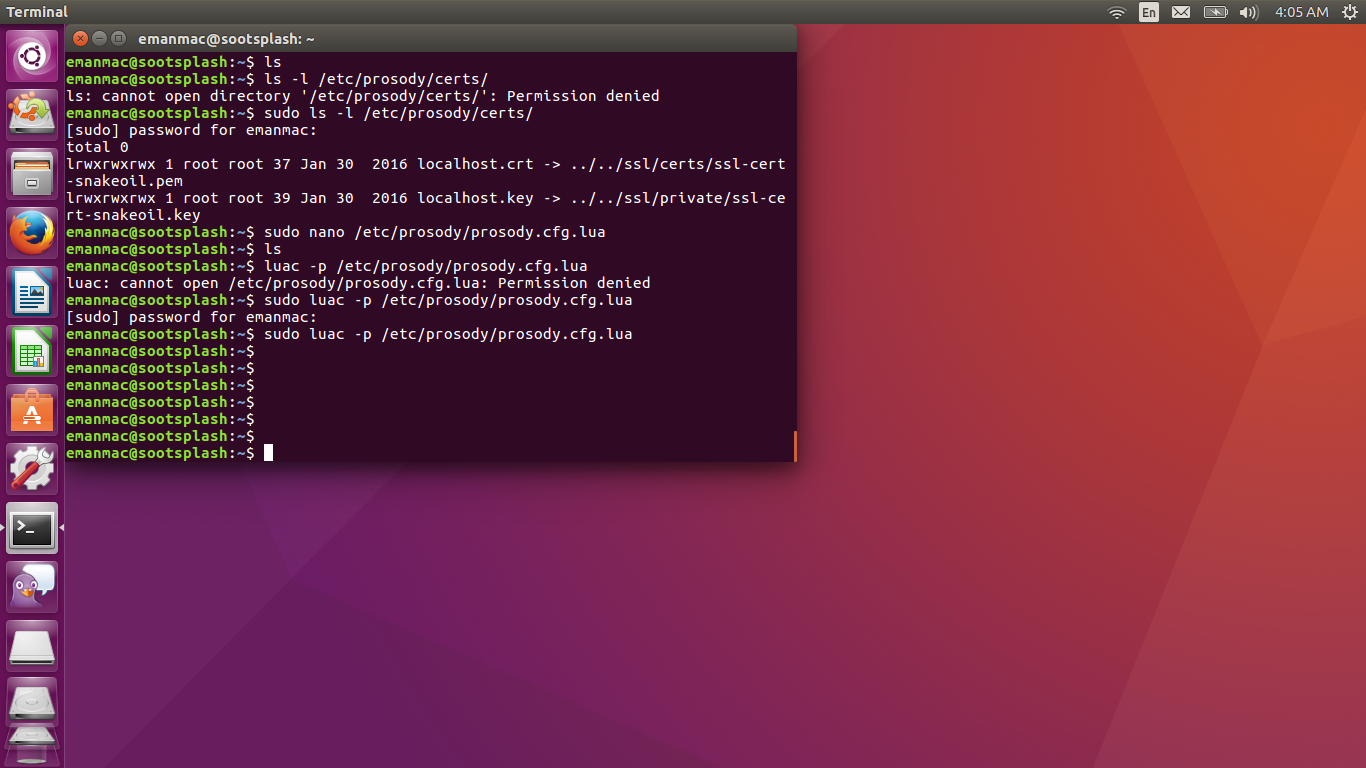 Terminal
En
4:05 AM
emanmac@sootsplash: ~
emanmac@sootsplash:~$ ls
emanmac@sootsplash:~$ ls -l /etc/prosody/certs/
ls: cannot open directory '/etc/prosody/certs/': Permission denied
emanmac@sootsplash:~$ sudo ls -l /etc/prosody/certs/
[sudo] password for emanmac:
total 0
lrwxrwxrwx 1 root root 37 Jan 30  2016 localhost.crt -> ../../ssl/certs/ssl-cert
-snakeoil.pem
lrwxrwxrwx 1 root root 39 Jan 30  2016 localhost.key -> ../../ssl/private/ssl-ce
rt-snakeoil.key
emanmac@sootsplash:~$ sudo nano /etc/prosody/prosody.cfg.lua
emanmac@sootsplash:~$ ls
emanmac@sootsplash:~$ luac -p /etc/prosody/prosody.cfg.lua
luac: cannot open /etc/prosody/prosody.cfg.lua: Permission denied
emanmac@sootsplash:~$ sudo luac -p /etc/prosody/prosody.cfg.lua
[sudo] password for emanmac:
emanmac@sootsplash:~$ sudo luac -p /etc/prosody/prosody.cfg.lua
emanmac@sootsplash:~$
emanmac@sootsplash:~$
emanmac@sootsplash:~$
emanmac@sootsplash:~$
emanmac@sootsplash:~$
emanmac@sootsplash:~$
emanmac@sootsplash:~$